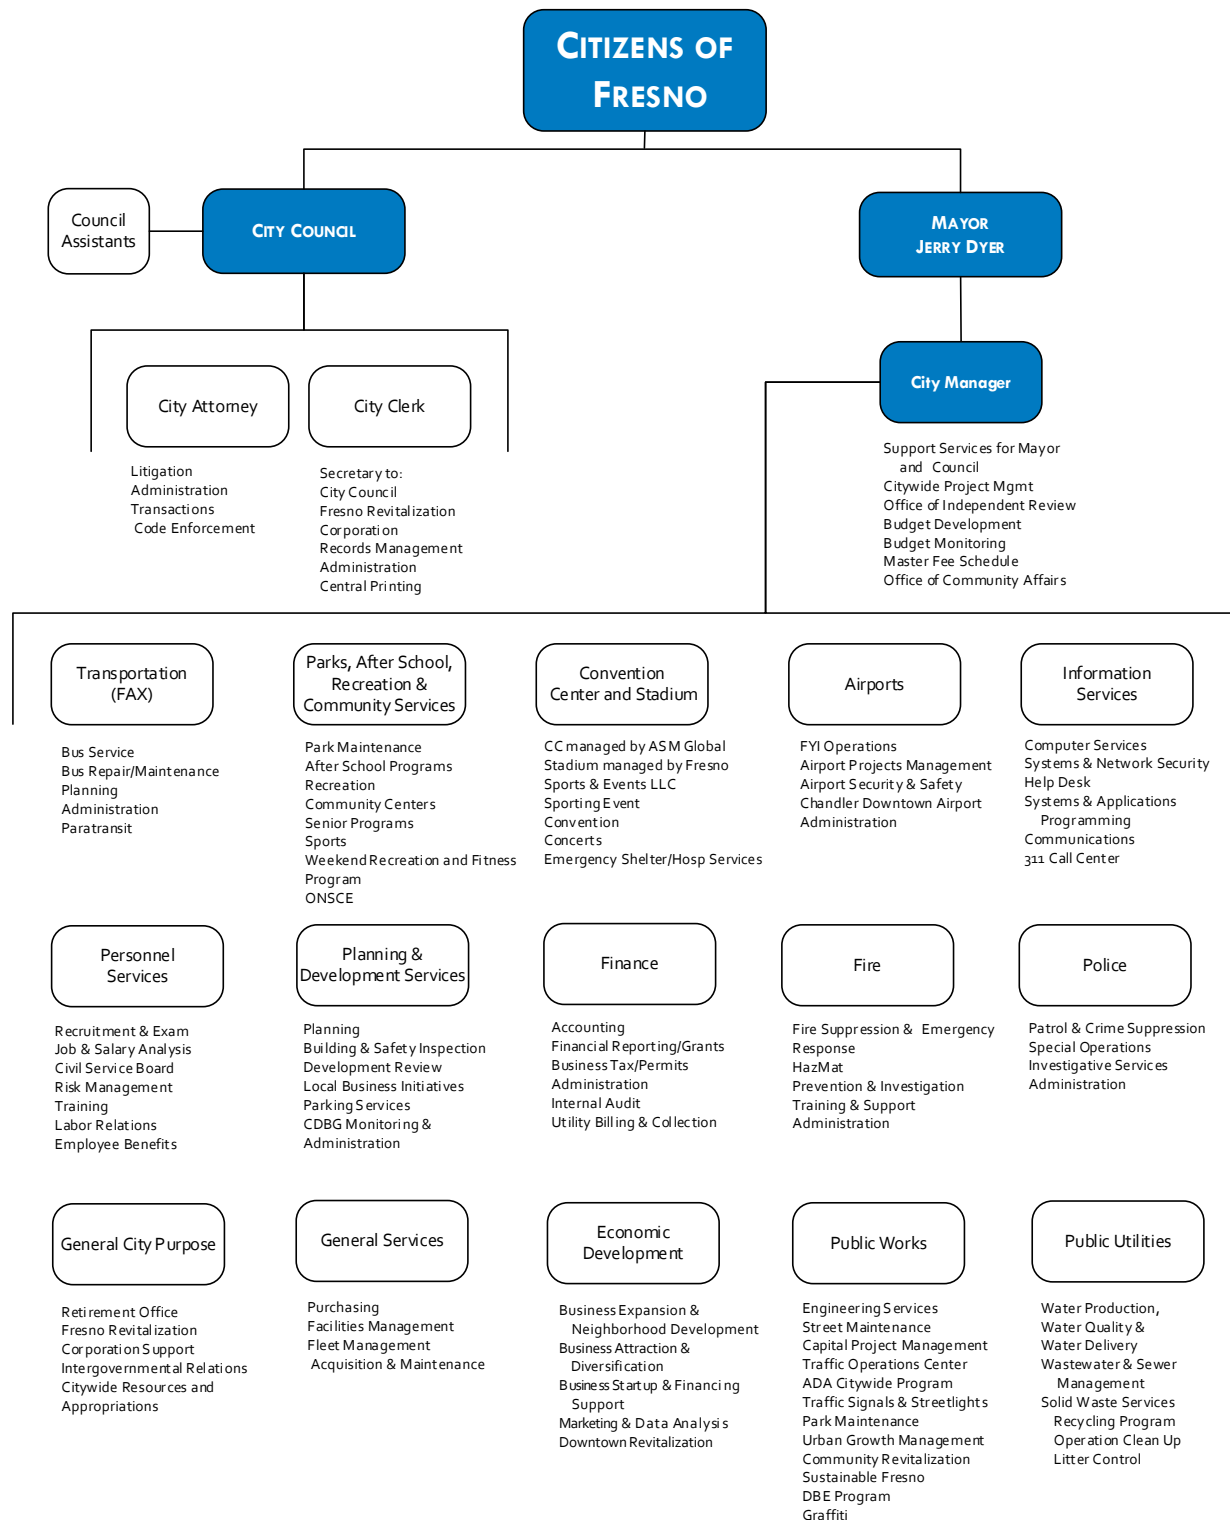 CITIZENS OF
FRESNO
Council
Assistants
CITY COUNCIL
MAYOR
JERRY DYER
City Manager
City Attorney
City Clerk
Litigation
Administration
Transactions
Code Enforcement
Secretary to:
City Council
Fresno Revitalization
Corporation
Records Management
Administration
Central Printing
Support Services for Mayor
and Council
Citywide Project Mgmt
Office of Independent Review
Budget Development
Budget Monitoring
Master Fee Schedule
Office of Community Affairs
Transportation
(FAX)
Bus Service
Bus Repair/Maintenance
Planning
Administration
Paratransit
Parks, After School,
Recreation &
Community Services
Park Maintenance
After School Programs
Recreation
Community Centers
Senior Programs
Sports
Weekend Recreation and Fitness
Program
ONSCE
Convention
Center and Stadium
CC managed by ASM Global
Stadium managed by Fresno
Sports & Events LLC
Sporting Event
Convention
Concerts
Emergency Shelter/Hosp Services
Airports
FYI Operations
Airport Projects Management
Airport Security & Safety
Chandler Downtown Airport
Administration
Information
Services
Computer Services
Systems & Network Security
Help Desk
Systems & Applications
Programming
Communications
311 Call Center
Personnel
Services
Recruitment & Exam
Job & Salary Analysis
Civil Service Board
Risk Management
Training
Labor Relations
Employee Benefits
Planning &
Development Services
Planning
Building & Safety Inspection
Development Review
Local Business Initiatives
Parking Services
CDBG Monitoring &
Administration
Finance
Accounting
Financial Reporting/Grants
Business Tax/Permits
Administration
Internal Audit
Utility Billing & Collection
Fire
Fire Suppression & Emergency
Response
HazMat
Prevention & Investigation
Training & Support
Administration
Police
Patrol & Crime Suppression
Special Operations
Investigative Services
Administration
General City Purpose
Retirement Office
Fresno Revitalization
Corporation Support
Intergovernmental Relations
Citywide Resources and
Appropriations
General Services
Purchasing
Facilities Management
Fleet Management
Acquisition & Maintenance
Economic
Development
Business Expansion &
Neighborhood Development
Business Attraction &
Diversification
Business Startup & Financing
Support
Marketing & Data Analysis
Downtown Revitalization
Public Works
Engineering Services
Street Maintenance
Capital Project Management
Traffic Operations Center
ADA Citywide Program
Traffic Signals & Streetlights
Park Maintenance
Urban Growth Management
Community Revitalization
Sustainable Fresno
DBE Program
Graffiti
Public Utilities
Water Production,
Water Quality &
Water Delivery
Wastewater & Sewer
Management
Solid Waste Services
Recycling Program
Operation Clean Up
Litter Control